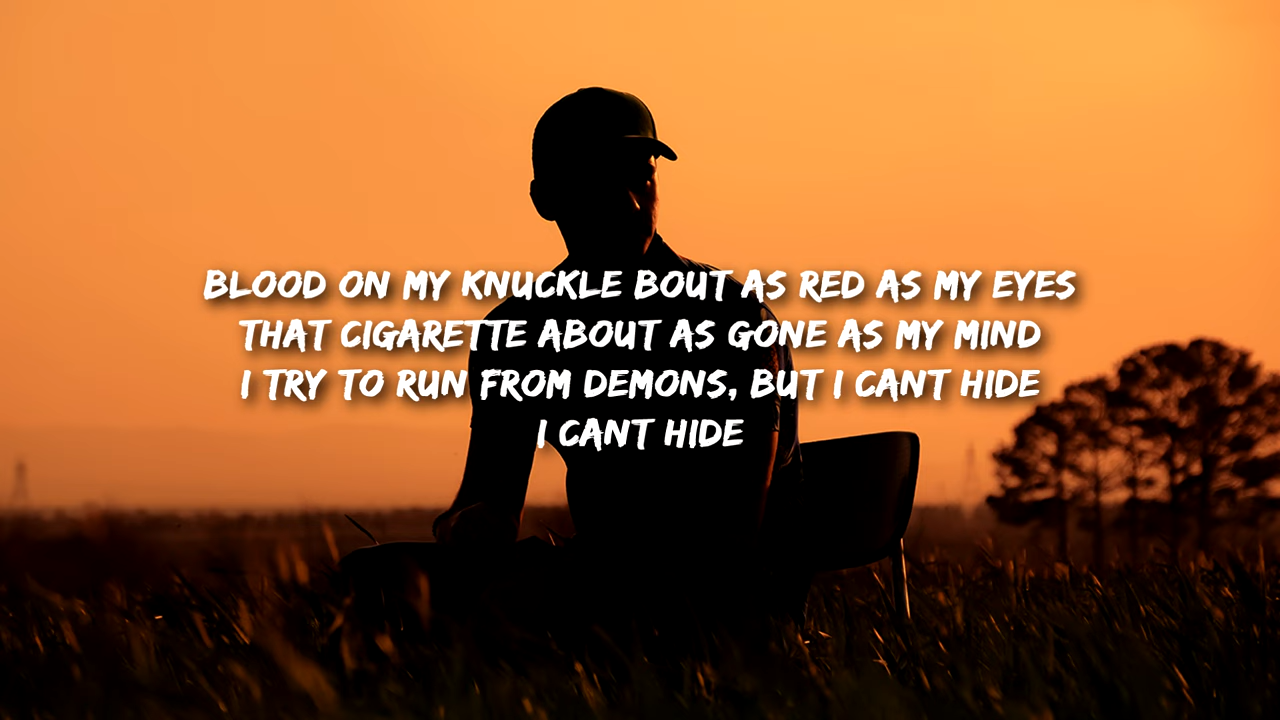 BLOOD ON MY KNUCKLE BOUT AS RED AS MY EYES
THAT CIGARETTE ABOUT AS GONE AS MY MIND
I TRY TO RUN FROM DEMONS, BUT I CANT HIDE
I CANT HIDE